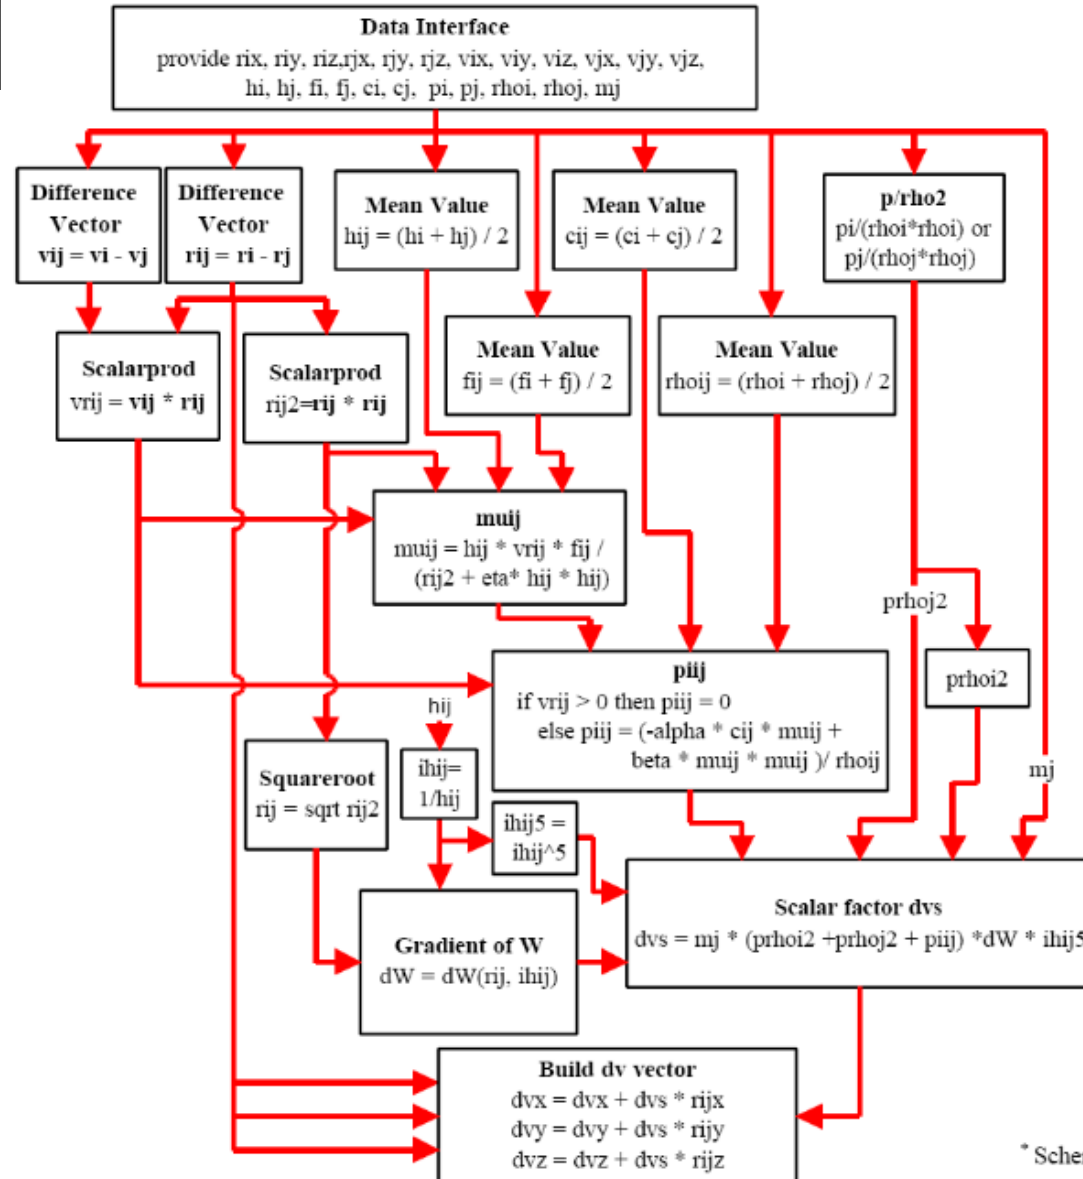 Data Interface
provide rix, riy, riz,rjx, rjy, rjz, vix, viy, viz, vjx, vjy, vjz,
hi, hj, fi, fj, ci, cj, pi, pj, rhoi, rhoj, mj
Difference
Vector
vij = vi - vj
Difference
Vector
rij = ri - rj
Mean Value
hij = (hi + hj) / 2
Mean Value
cij = (ci + cj) / 2
p/rho2
pi/(rhoi*rhoi) or
pj/(rhoj*rhoj)
Scalarprod
vrij = vij * rij
Scalarprod
rij2=rij * rij
Mean Value
fij = (fi + fj) / 2
Mean Value
rhoij = (rhoi + rhoj) / 2
muij
muij = hij * vrij * fij /
(rij2 + eta* hij * hij)
prhoj2
prhoi2
mj
piij
if vrij > 0 then piij = 0
else piij = (-alpha * cij * muij +
beta * muij * muij )/ rhoij
hij
ihij=
1/hij
Squareroot
rij = sqrt rij2
ihij5 =
ihij^5
Gradient of W
dW = dW(rij, ihij)
Scalar factor dvs
dvs = mj * (prhoi2 +prhoj2 + piij) *dW * ihij5
Build dv vector
dvx = dvx + dvs * rijx
dvy = dvy + dvs * rijy
dvz = dvz + dvs * rijz